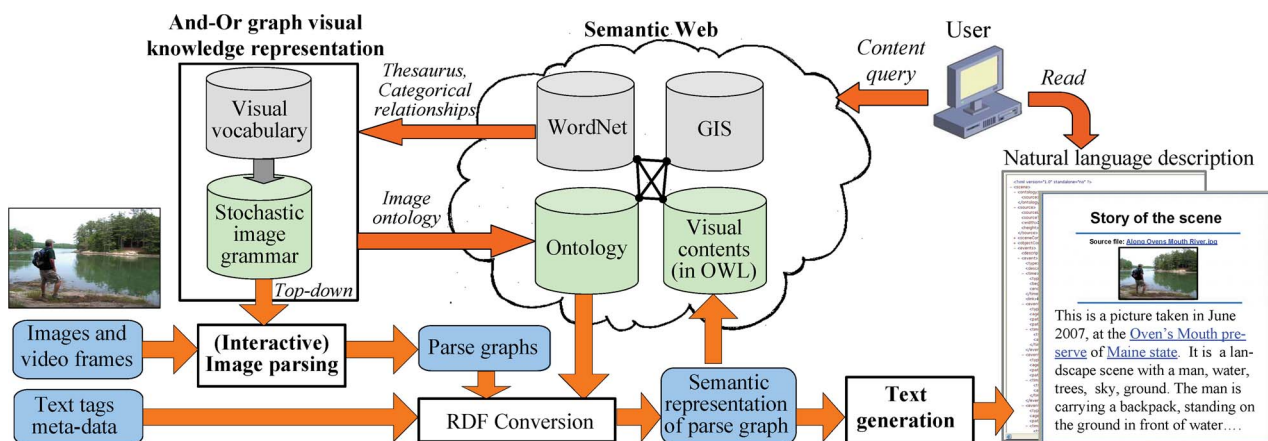 And-Or graph visual
knowledge representation
Visual
vocabulary
Stochastic
image
grammar
Top-down
Thesaurus,
Categorical
relationships
Image
ontology
Semantic Web
WordNet
GIS
Ontology
Visual
contents
(in OWL)
Content
query
User
Read
Natural language description
Story of the scene
Source file: Along Ovens Mouth River.jpg
This is a picture taken in June
2007, at the Oven's Mouth pre-
serve of Maine state. It is a lan-
dscape scene with a man, water,
trees, sky, ground. The man is
carrying a backpack, standing on
the ground in front of water….
Images and
video frames
(Interactive)
Image parsing
Parse graphs
Text tags
meta-data
RDF Conversion
Semantic
representation
of parse graph
Text
generation